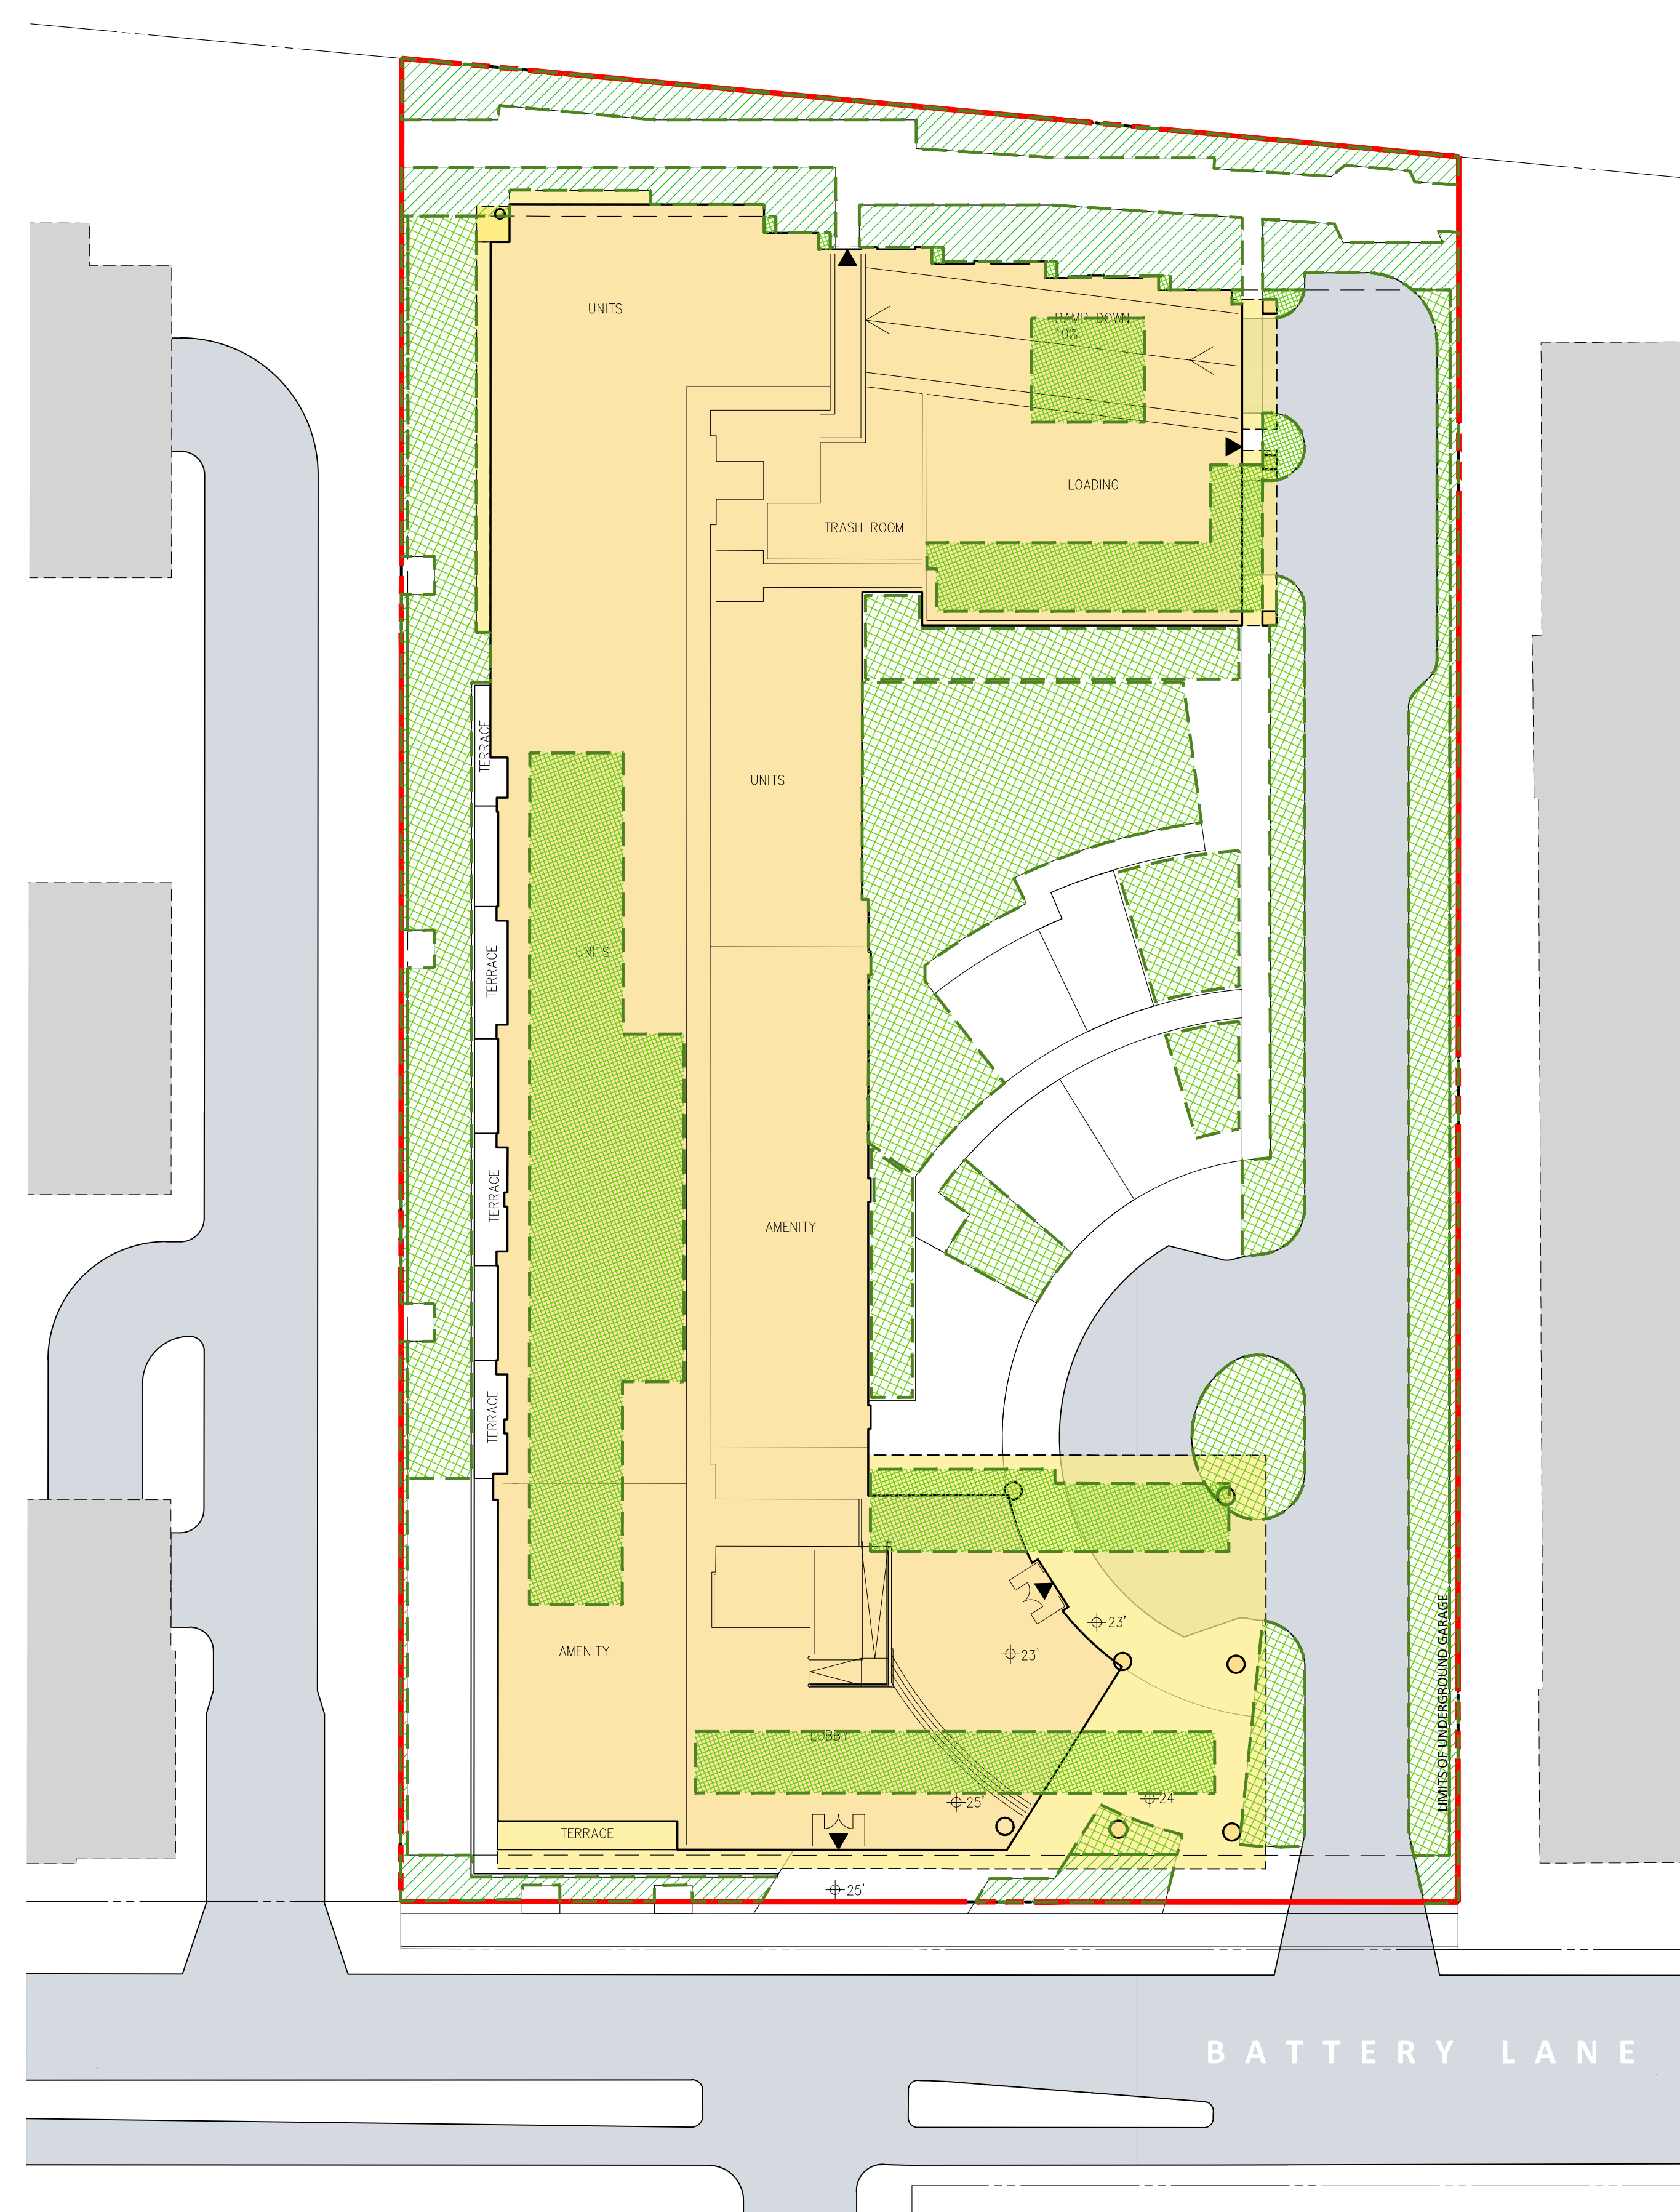 UNITS
RAMP DOWN
10%
LOADING
TRASH ROOM
TERRACE
UNITS
UNITS
TERRACE
TERRACE
AMENITY
TERRACE
23'
23'
AMENITY
LOBBY
25'
24
TERRACE
25'
LIMITS OF UNDERGROUND GARAGE
BATTERY LANE